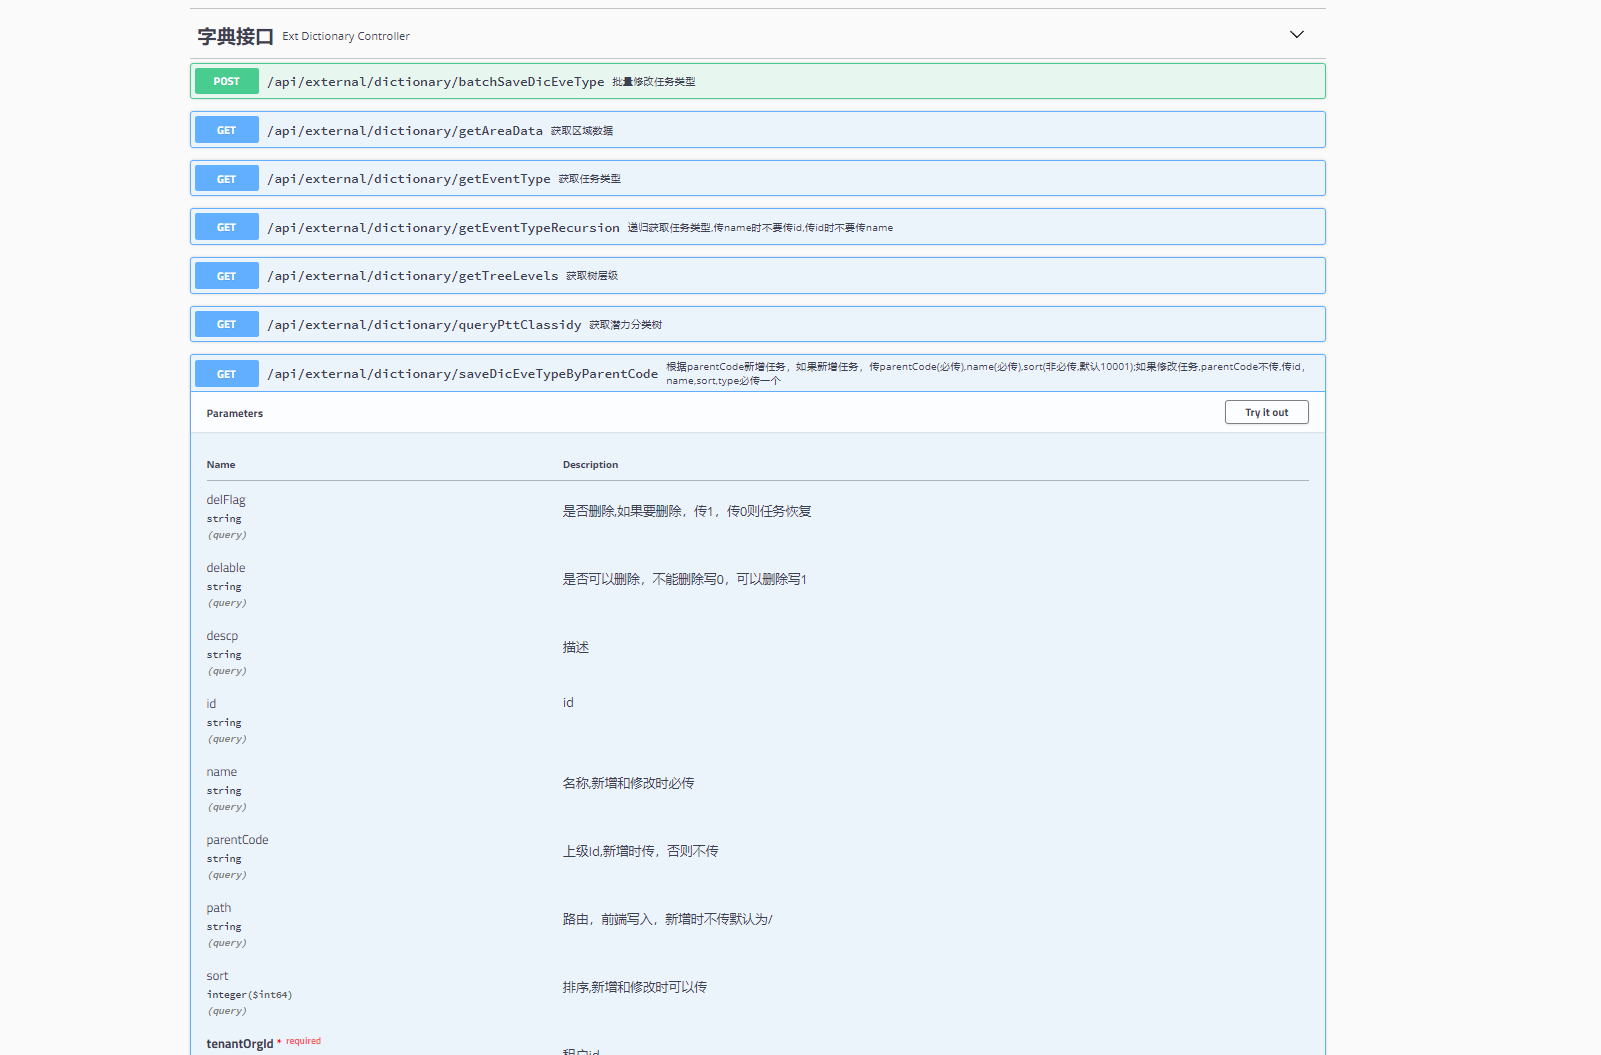 字典接口 Ext Dictionary Controller
POST /api/external/dictionary/batchSaveDicEveType 批量修改任务类型
GET /api/external/dictionary/getAreaData 获取区域数据
GET /api/external/dictionary/getEventType 获取任务类型
GET /api/external/dictionary/getEventTypeRecursion 递归获取任务类型,传name时不要传id,传id时不要传name
GET /api/external/dictionary/getTreeLevels 获取树层级
GET /api/external/dictionary/queryPttClassidy 获取潜力分类树
GET /api/external/dictionary/saveDicEveTypeByParentCode 根据parentCode新增任务，如果新增任务，传parentCode(必传),name(必传),sort(非必传,默认10001);如果修改任务,parentCode不传,传id，
name,sort,type必传一个
Parameters Try it out
Name Description
delFlag
string
(query)
是否删除,如果要删除，传1，传0则任务恢复
delable
string
(query)
是否可以删除，不能删除写0，可以删除写1
descp
string
(query)
描述
id
string
(query)
id
name
string
(query)
名称,新增和修改时必传
parentCode
string
(query)
上级id,新增时传，否则不传
path
string
(query)
路由，前端写入，新增时不传默认为/
sort
integer($int64)
(query)
排序,新增和修改时可以传
tenantOrgId * required
租户id